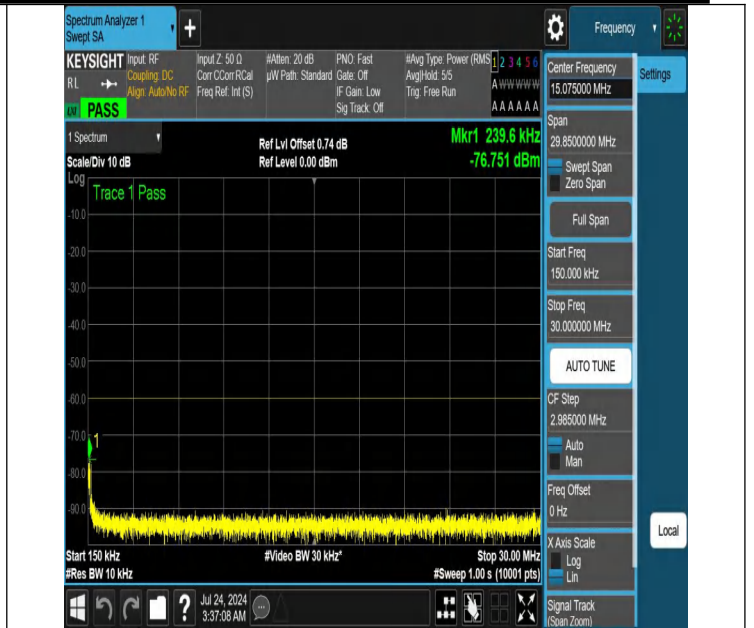 Spectrum Analyzer 1
Swept SA
+
Frequency
KEYSIGHT
RL
PASS
Input: RF
Coupling: DC
Align: Auto/No RF
Input Z: 50 Ω
Corr CCorr RCal
Freq Ref: Int (S)
#Atten: 20 dB
µW Path: Standard
PNO: Fast
Gate: Off
IF Gain: Low
Sig Track: Off
#Avg Type: Power (RMS
Avg|Hold: 5/5
Trig: Free Run
1 2 3 4 5 6
A W W W W W
A A A A A A
1 Spectrum
Scale/Div 10 dB
Log
Ref Lvl Offset 0.74 dB
Ref Level 0.00 dBm
Mkr1 239.6 kHz
-76.751 dBm
Trace 1 Pass
-10.0
-20.0
-30.0
-40.0
-50.0
-60.0
-70.0
1
-80.0
-90.0
Start 150 kHz
#Res BW 10 kHz
#Video BW 30 kHz*
Stop 30.00 MHz
#Sweep 1.00 s (10001 pts)
?
Jul 24, 2024
3:37:08 AM
Center Frequency
15.075000 MHz
Span
29.8500000 MHz
Swept Span
Zero Span
Full Span
Start Freq
150.000 kHz
Stop Freq
30.000000 MHz
AUTO TUNE
CF Step
2.985000 MHz
Auto
Man
Freq Offset
0 Hz
X Axis Scale
Log
Lin
Signal Track
(Span Zoom)
Settings
Local